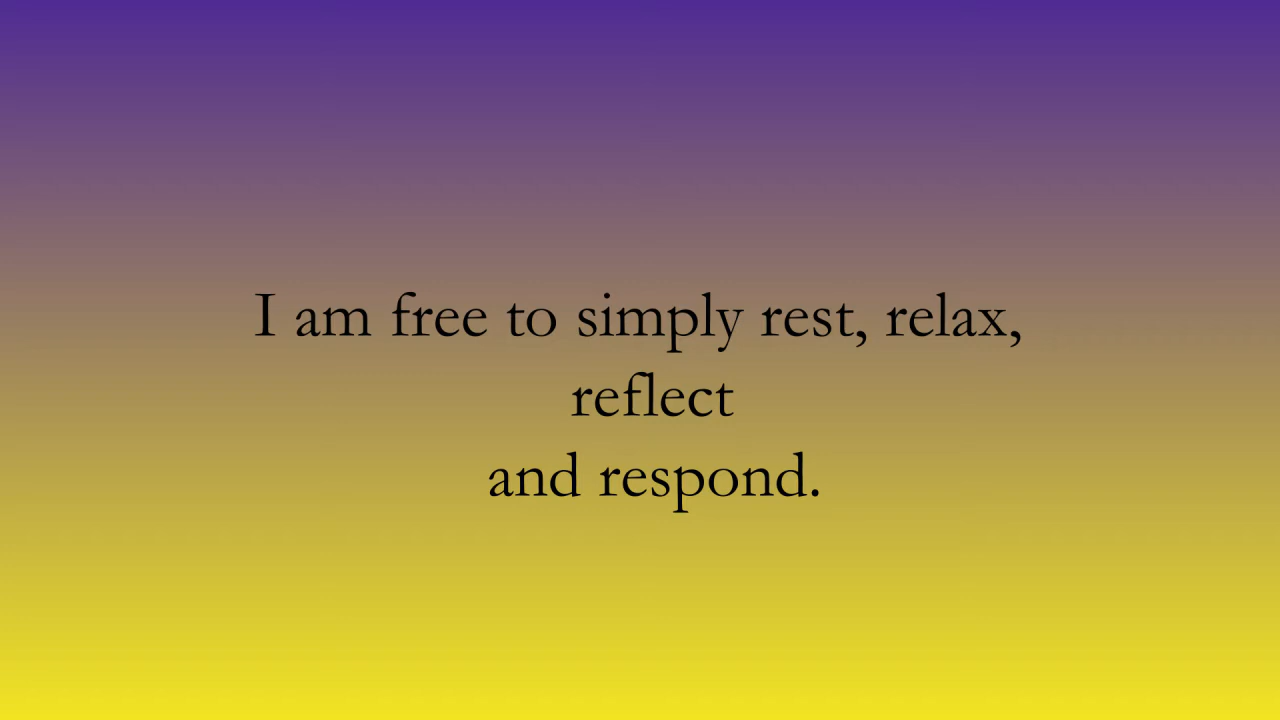 I am free to simply rest, relax,
reflect
and respond.